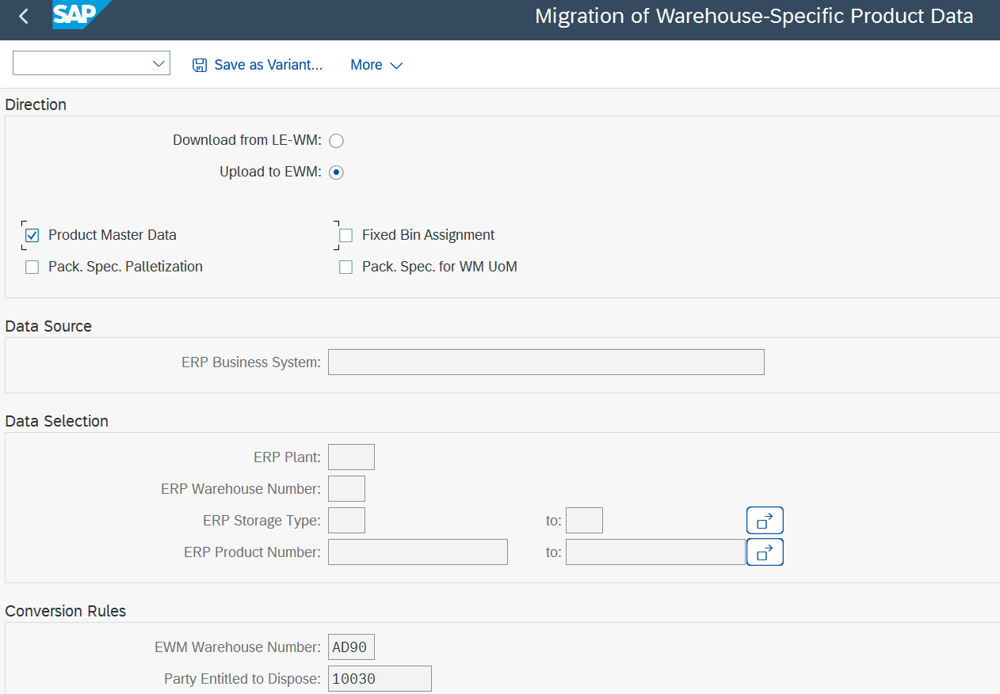 SAP Migration of Warehouse-Specific Product Data
Save as Variant... More
Direction
Download from LE-WM:
Upload to EWM:
Product Master Data Fixed Bin Assignment
Pack. Spec. Palletization Pack. Spec. for WM UoM
Data Source
ERP Business System:
Data Selection
ERP Plant:
ERP Warehouse Number:
ERP Storage Type: to:
ERP Product Number: to:
Conversion Rules
EWM Warehouse Number: AD90
Party Entitled to Dispose: 10030